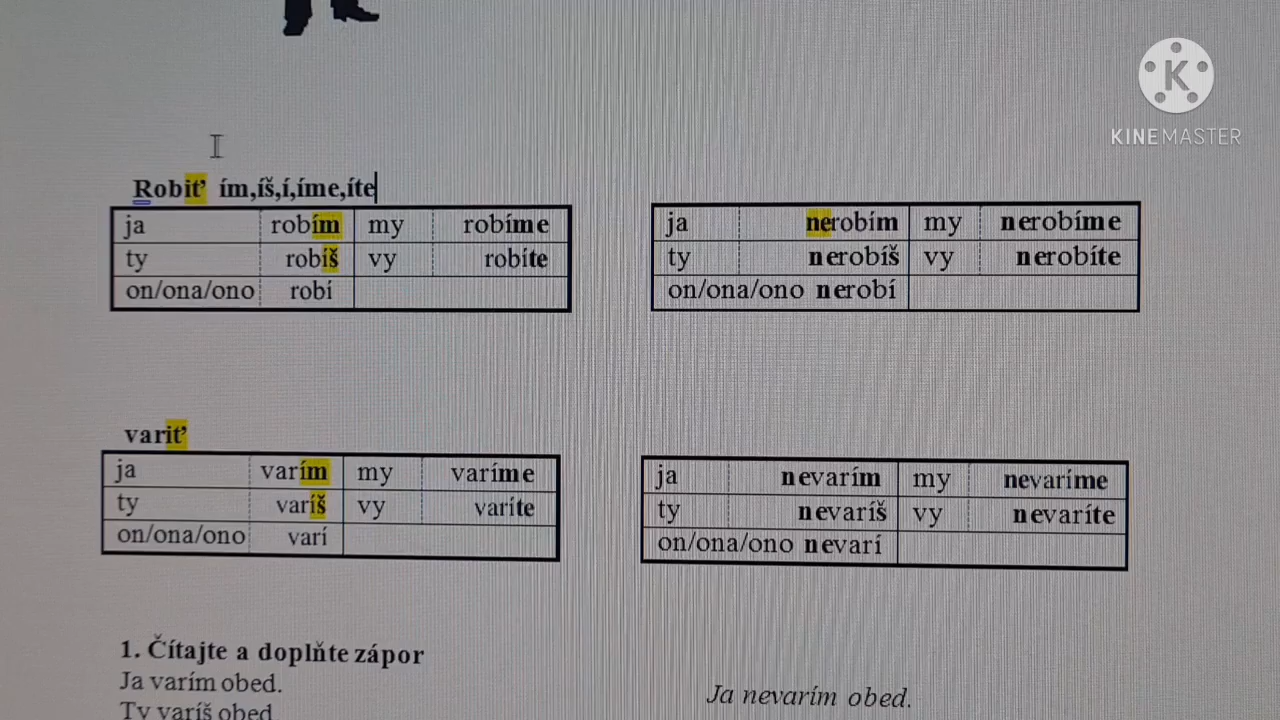 KINEMASTER
Robiť ím,íš,í,íme,íte
ja robím my robíme
ty robíš vy robíte
on/ona/ono robí
ja nerobím my nerobíme
ty nerobíš vy nerobíte
on/ona/ono nerobí
variť
ja varím my varíme
ty varíš vy varíte
on/ona/ono varí
ja nevarím my nevaríme
ty nevaríš vy nevaríte
on/ona/ono nevarí
1. Čítajte a doplňte zápor
Ja varím obed.
Ja nevarím obed.
Ty varíš obed